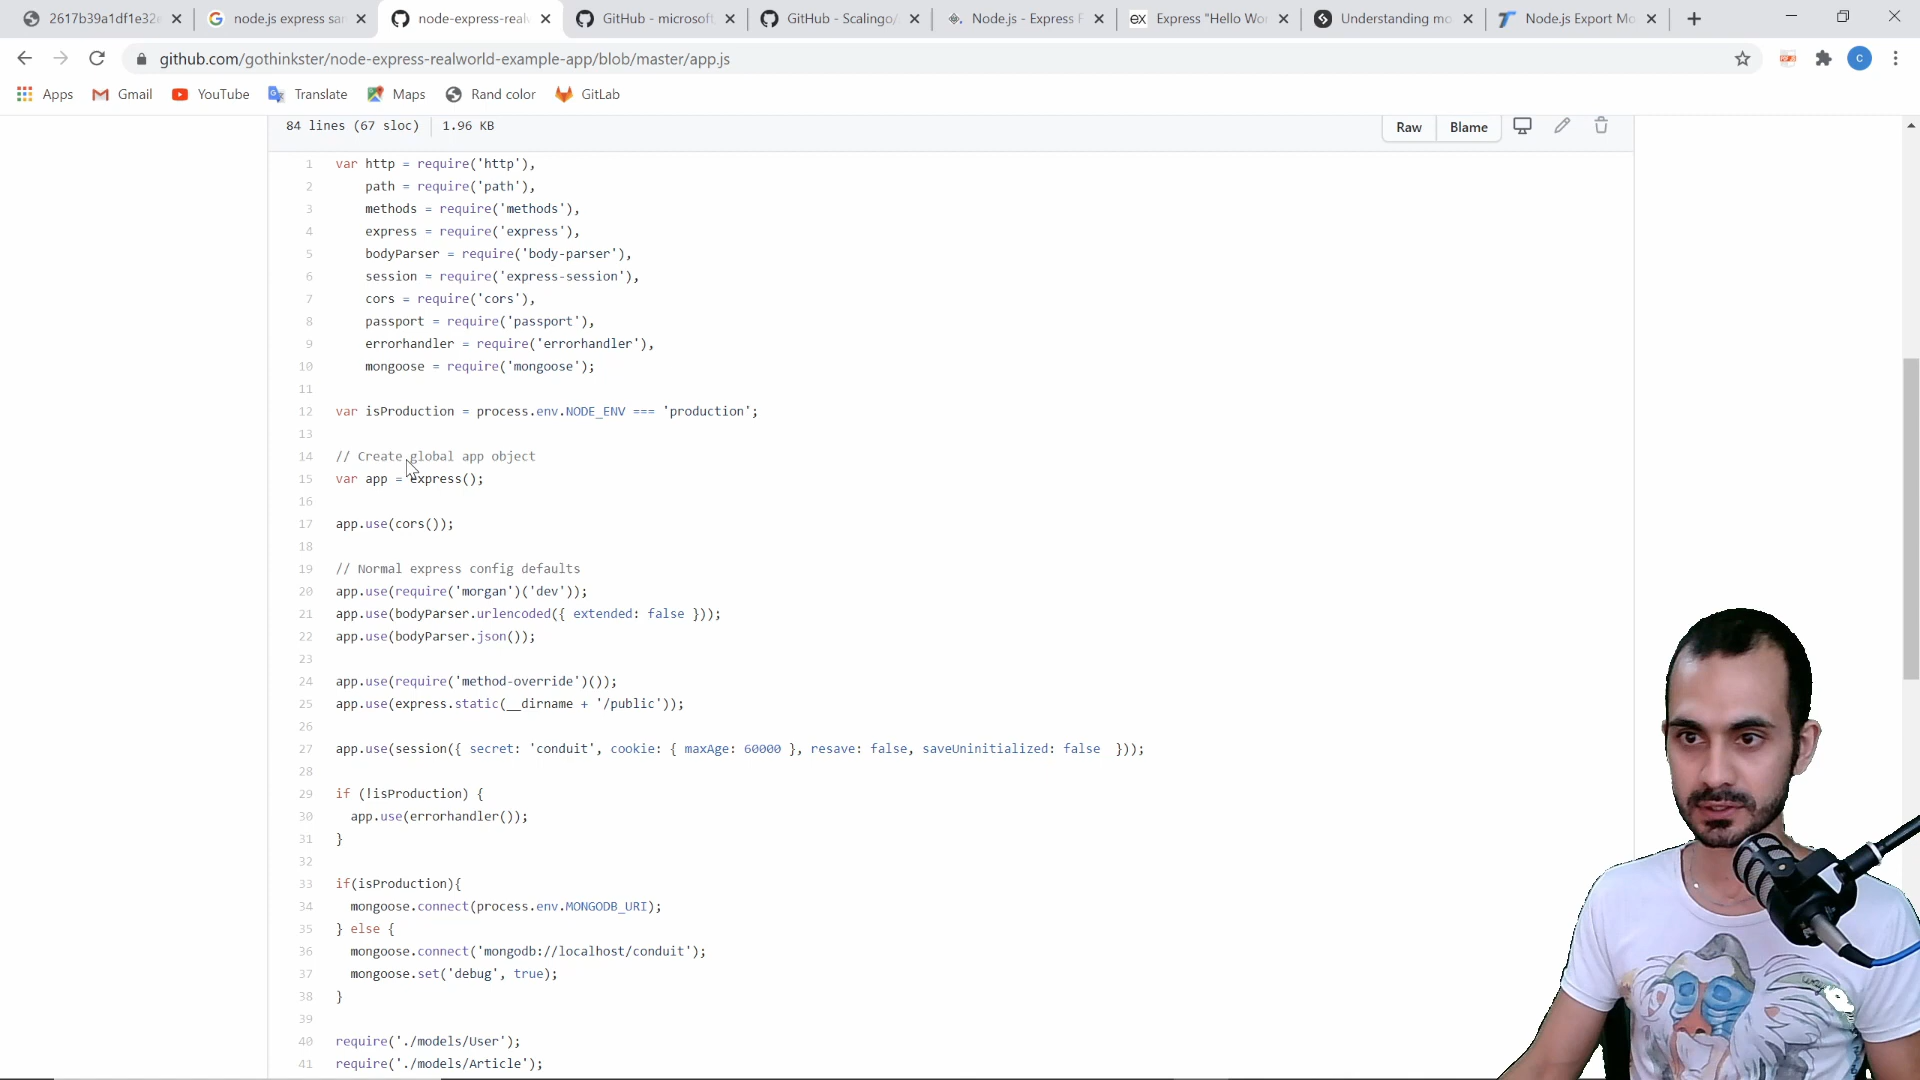 2617b39a1df1e32e
node.js express sam
node-express-real
GitHub - microsoft
GitHub - Scalingo/
Node.js - Express F
ex Express "Hello Wor
Understanding mo
Node.js Export Mo
github.com/gothinkster/node-express-realworld-example-app/blob/master/app.js
C
Apps
Gmail
YouTube
Translate
Maps
Rand color
GitLab
84 lines (67 sloc) 1.96 KB
Raw
Blame
1 var http = require('http'),
2 path = require('path'),
3 methods = require('methods'),
4 express = require('express'),
5 bodyParser = require('body-parser'),
6 session = require('express-session'),
7 cors = require('cors'),
8 passport = require('passport'),
9 errorhandler = require('errorhandler'),
10 mongoose = require('mongoose');
11
12 var isProduction = process.env.NODE_ENV === 'production';
13
14 // Create global app object
15 var app = express();
16
17 app.use(cors());
18
19 // Normal express config defaults
20 app.use(require('morgan')('dev'));
21 app.use(bodyParser.urlencoded({ extended: false }));
22 app.use(bodyParser.json());
23
24 app.use(require('method-override')());
25 app.use(express.static(__dirname + '/public'));
26
27 app.use(session({ secret: 'conduit', cookie: { maxAge: 60000 }, resave: false, saveUninitialized: false }));
28
29 if (!isProduction) {
30 app.use(errorhandler());
31 }
32
33 if(isProduction){
34 mongoose.connect(process.env.MONGODB_URI);
35 } else {
36 mongoose.connect('mongodb://localhost/conduit');
37 mongoose.set('debug', true);
38 }
39
40 require('./models/User');
41 require('./models/Article');